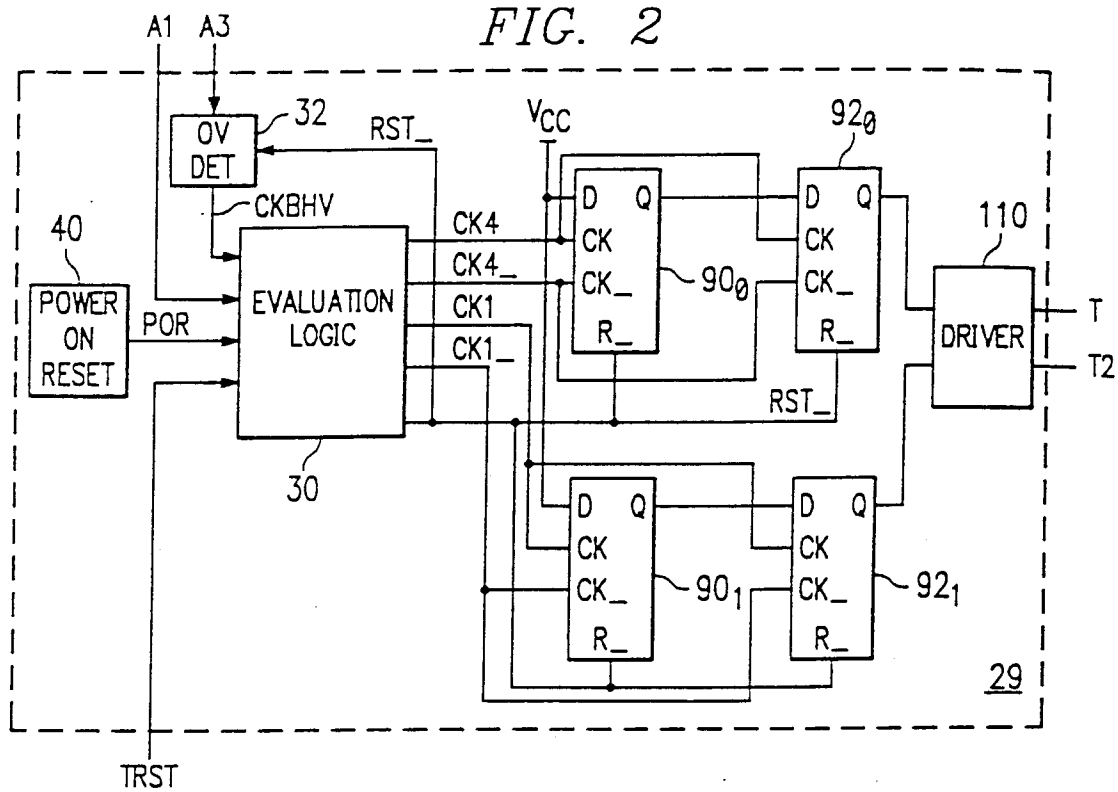 FIG. 2
A1
A3
OV
DET
32
RST_
CKBHV
40
POWER
ON
RESET
POR
EVALUATION
LOGIC
30
CK4
CK4_
CK1
CK1_
VCC
D
Q
CK
CK_
R_
90₀
92₀
D
Q
CK
CK_
R_
RST_
110
DRIVER
T
T2
D
Q
CK
CK_
R_
90₁
D
Q
CK
CK_
R_
92₁
29
TRST